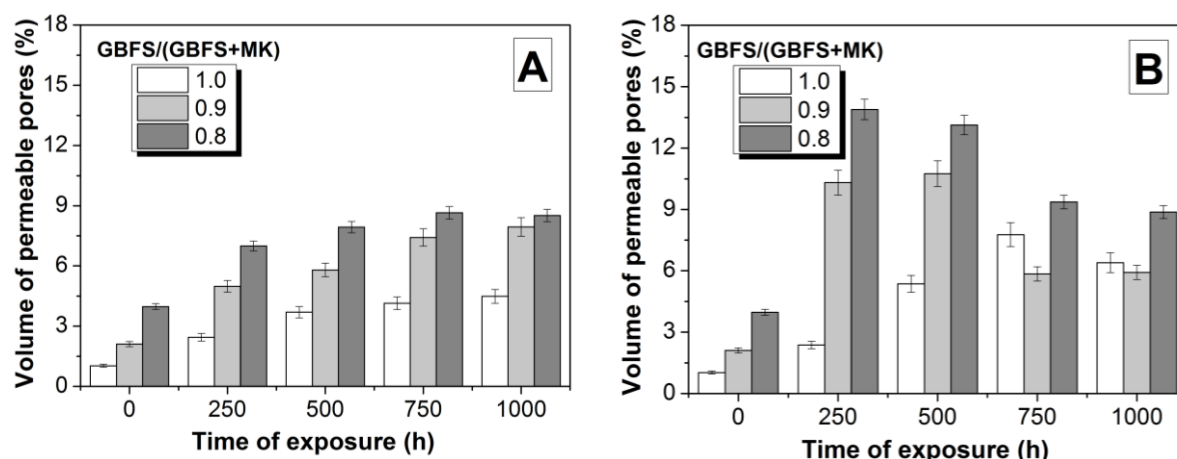 GBFS/(GBFS+MK)
1.0
0.9
0.8
A
Volume of permeable pores (%)
18
15
12
9
6
3
0
0 250 500 750 1000
Time of exposure (h)
GBFS/(GBFS+MK)
1.0
0.9
0.8
B
Volume of permeable pores (%)
18
15
12
9
6
3
0
0 250 500 750 1000
Time of exposure (h)